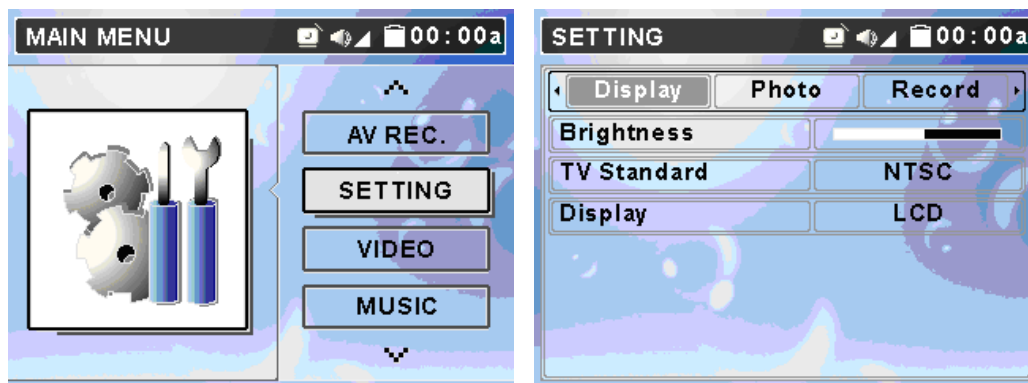 MAIN MENU 00:00a
AV REC.
SETTING
VIDEO
MUSIC
SETTING 00:00a
Display Photo Record
Brightness
TV Standard NTSC
Display LCD